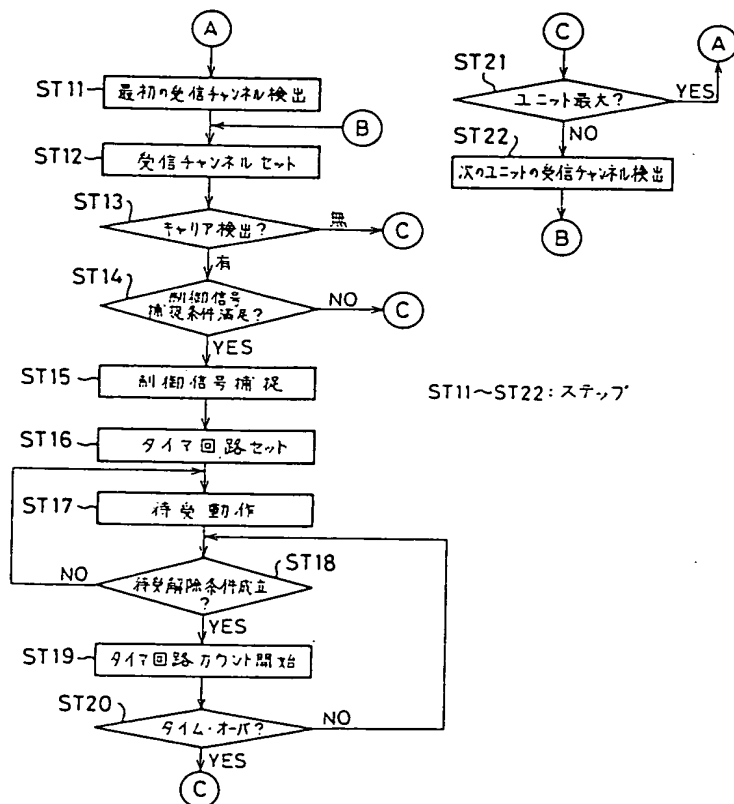 A
ST11
最初の受信チャンネル検出
B
ST12
受信チャンネルセット
ST13
キャリア検出?
無
C
有
ST14
制御信号
捕捉条件満足?
NO
C
YES
ST15
制御信号捕捉
ST16
タイマ回路セット
ST17
待受動作
ST18
待受解除条件成立
?
NO
YES
ST19
タイマ回路カウント開始
ST20
タイム・オーバ?
NO
YES
C
C
A
ST21
ユニット最大?
YES
NO
ST22
次のユニットの受信チャンネル検出
B
ST11~ST22:ステップ